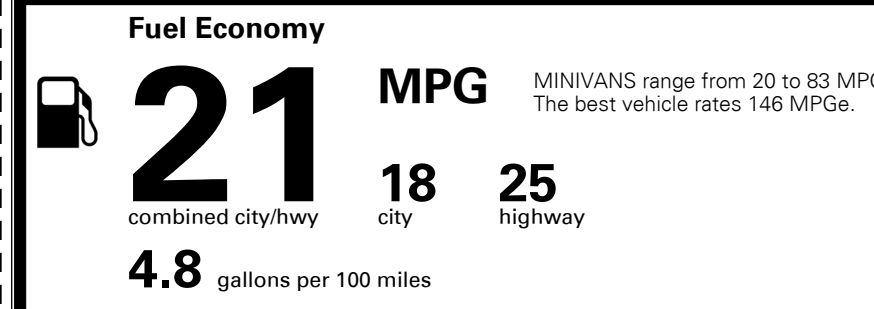 Fuel Economy
21
MPG
MINIVANS range from 20 to 83
The best vehicle rates 146 MPGe.
18
25
combined city/hwy
city
highway
4.8 gallons per 100 miles